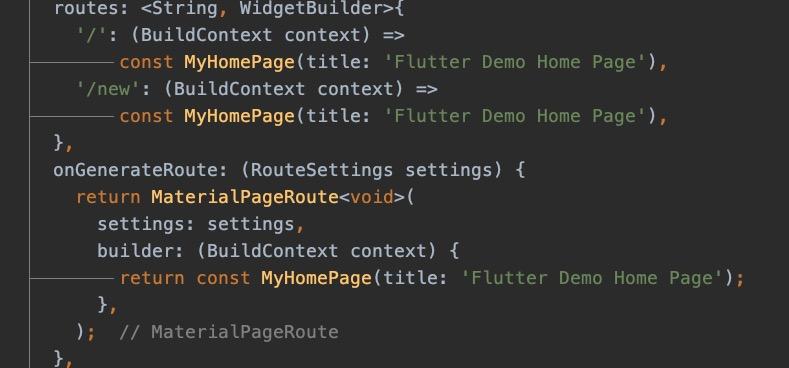 routes: <String, WidgetBuilder>{
'/': (BuildContext context) =>
const MyHomePage(title: 'Flutter Demo Home Page'),
'/new': (BuildContext context) =>
const MyHomePage(title: 'Flutter Demo Home Page'),
},
onGenerateRoute: (RouteSettings settings) {
return MaterialPageRoute<void>(
settings: settings,
builder: (BuildContext context) {
return const MyHomePage(title: 'Flutter Demo Home Page');
},
); // MaterialPageRoute
},